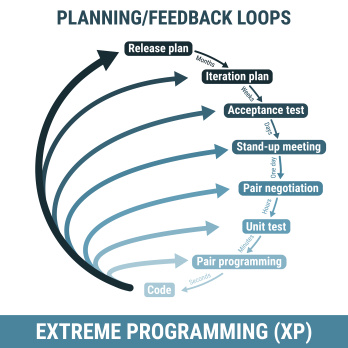 PLANNING/FEEDBACK LOOPS
Release plan
Months
Iteration plan
Weeks
Acceptance test
Days
Stand-up meeting
One day
Pair negotiation
Hours
Unit test
Minutes
Pair programming
Seconds
Code
EXTREME PROGRAMMING (XP)